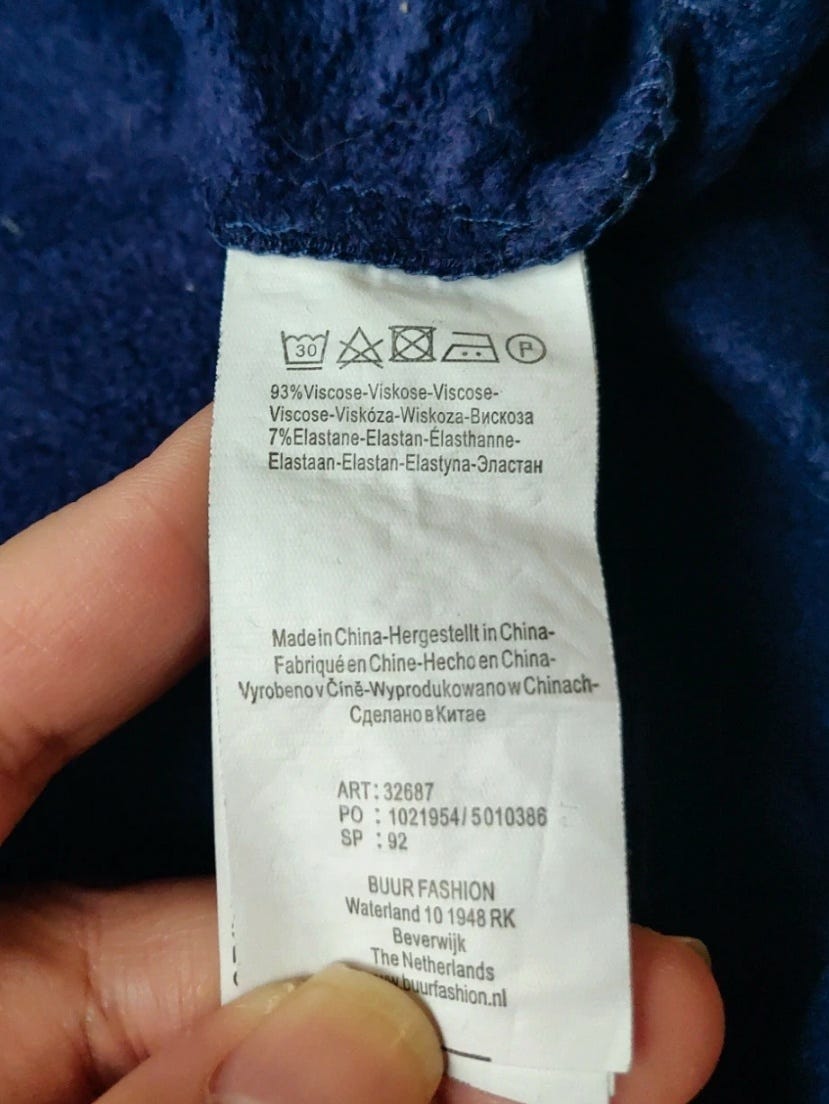 30 P
93%Viscose-Viskose-Viscose-
Viscose-Viskóza-Wiskoza-Вискоза
7%Elastane-Elastan-Élasthanne-
Elastaan-Elastan-Elastyna-Эластан
Made in China-Hergestellt in China-
Fabriqué en Chine-Hecho en China-
Vyrobeno v Číně-Wyprodukowano w Chinach-
Сделано в Китае
ART: 32687
PO : 1021954/5010386
SP : 92
BUUR FASHION
Waterland 10 1948 RK
Beverwijk
The Netherlands
buurfashion.nl